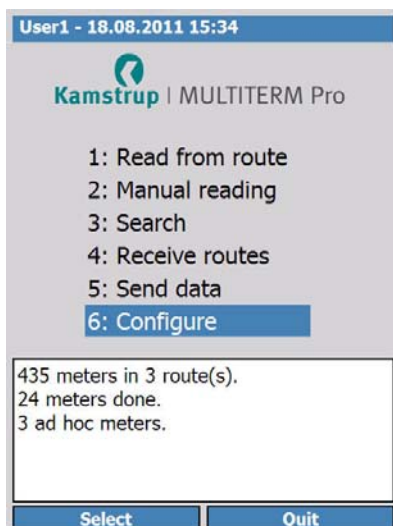 User1 - 18.08.2011 15:34
Kamstrup | MULTITERM Pro
1: Read from route
2: Manual reading
3: Search
4: Receive routes
5: Send data
6: Configure
435 meters in 3 route(s).
24 meters done.
3 ad hoc meters.
Select Quit